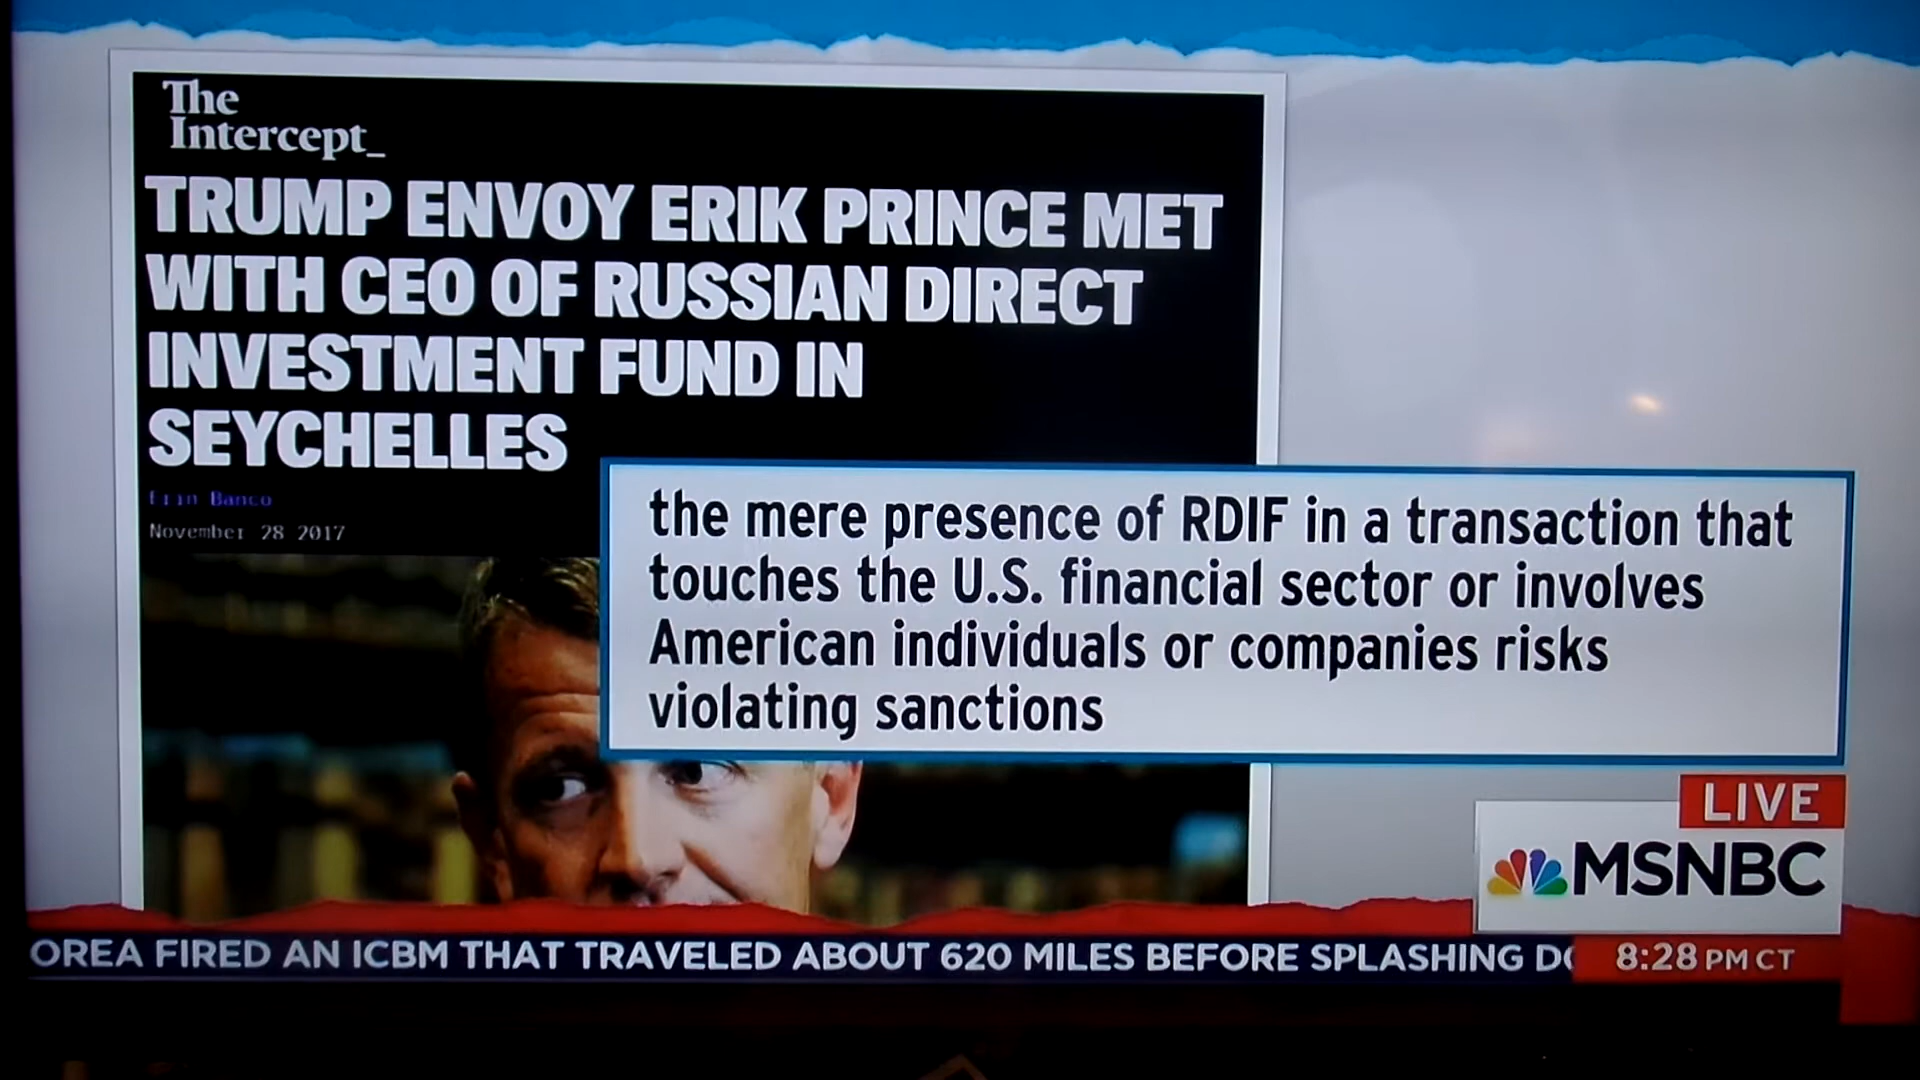 The
Intercept_
TRUMP ENVOY ERIK PRINCE MET
WITH CEO OF RUSSIAN DIRECT
INVESTMENT FUND IN
SEYCHELLES
Erin Banco
November 28 2017
the mere presence of RDIF in a transaction that
touches the U.S. financial sector or involves
American individuals or companies risks
violating sanctions
LIVE
MSNBC
OREA FIRED AN ICBM THAT TRAVELED ABOUT 620 MILES BEFORE SPLASHING DO
8:28 PM CT